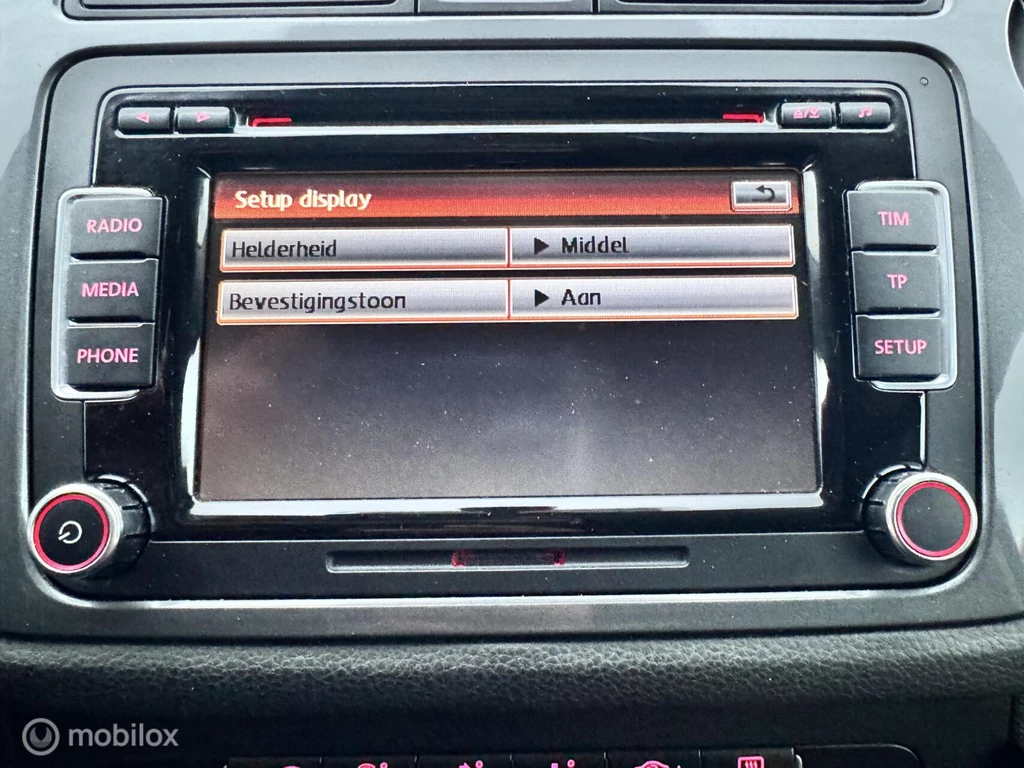 Setup display
Helderheid ▶ Middel
Bevestigingstoon ▶ Aan
RADIO
MEDIA
PHONE
TIM
TP
SETUP
mobilox